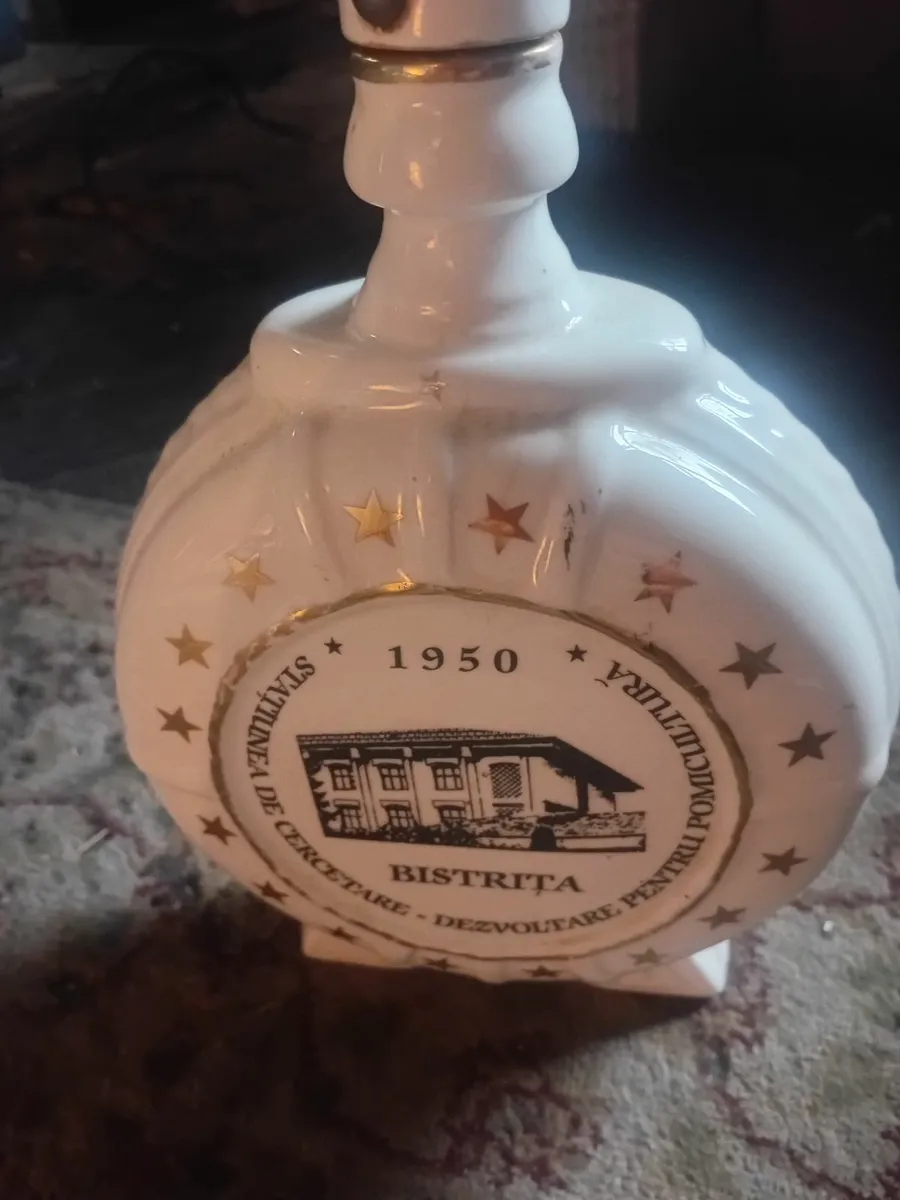 1950
STAȚIUNEA DE CERCETARE - DEZVOLTARE PENTRU POMICULTURĂ
BISTRIȚA